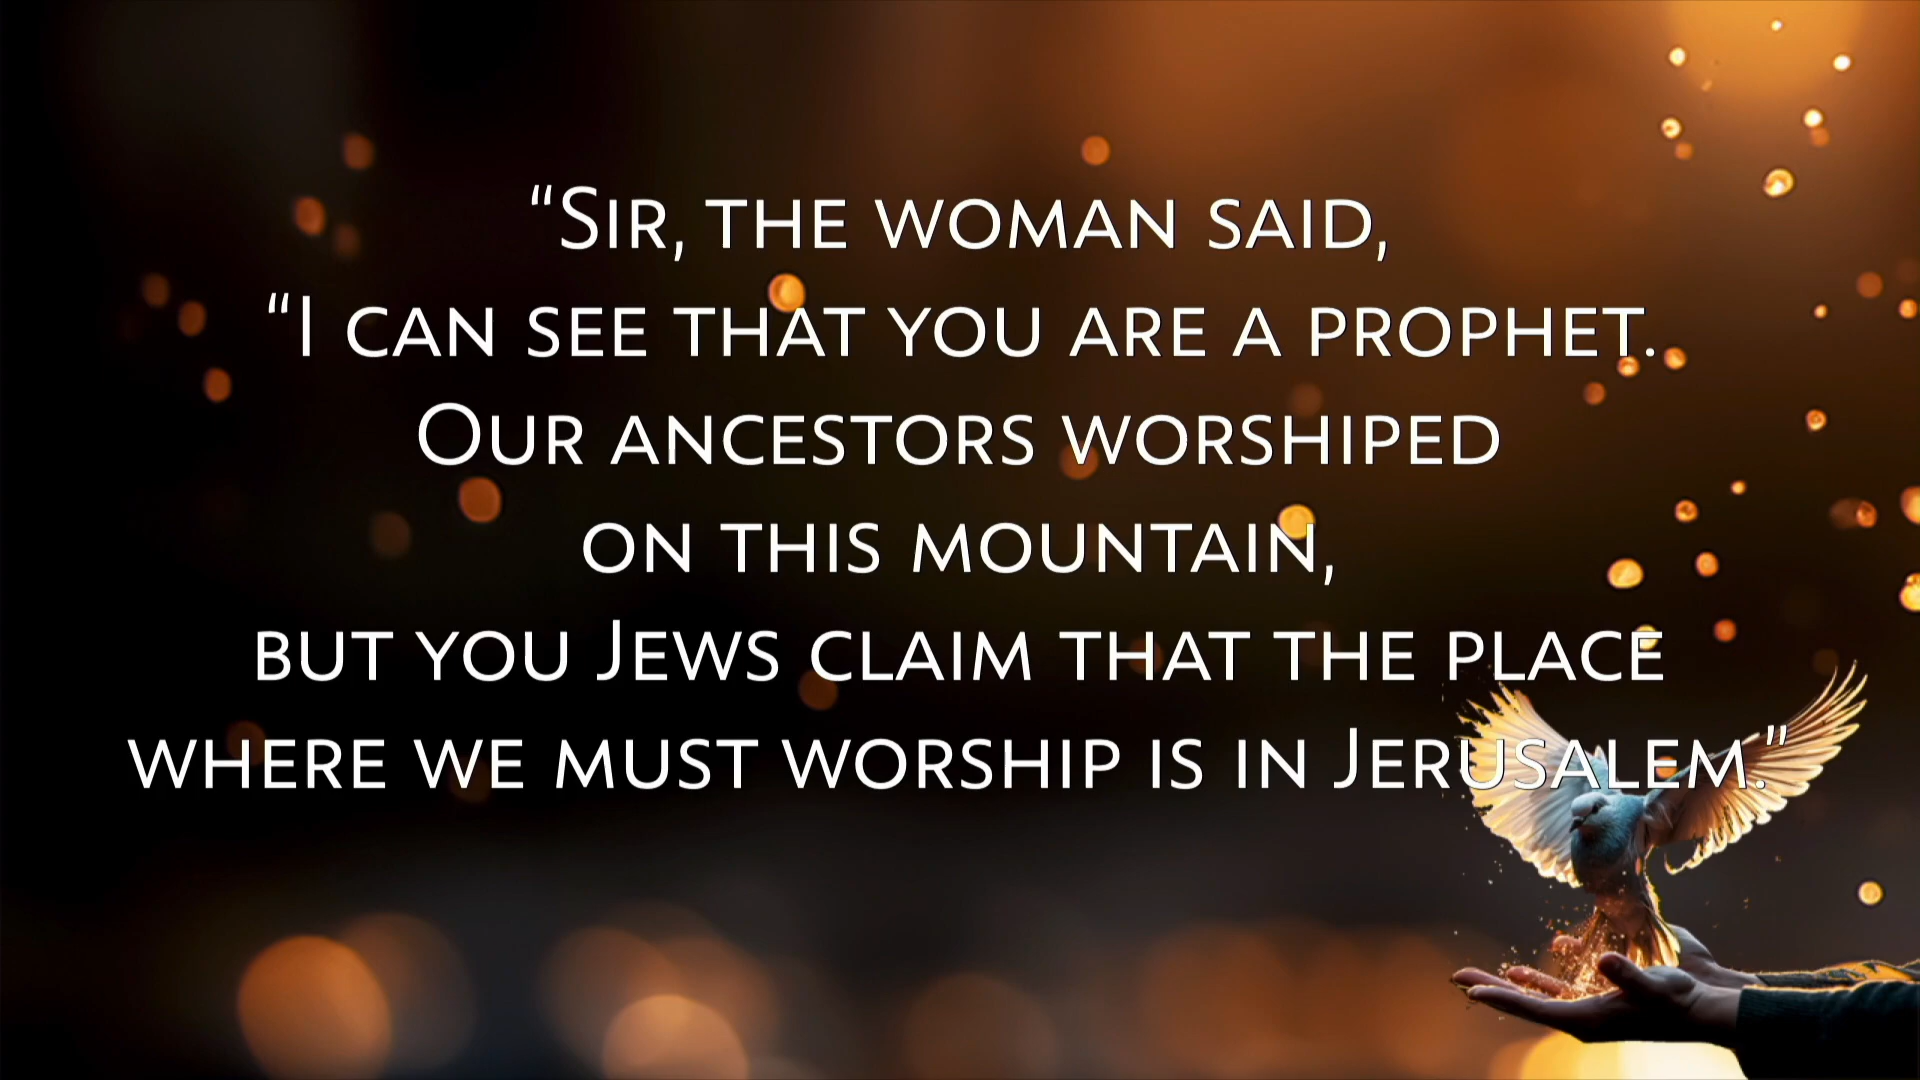 “Sir, the woman said,
“I can see that you are a prophet.
Our ancestors worshiped
on this mountain,
but you Jews claim that the place
where we must worship is in Jerusalem.”